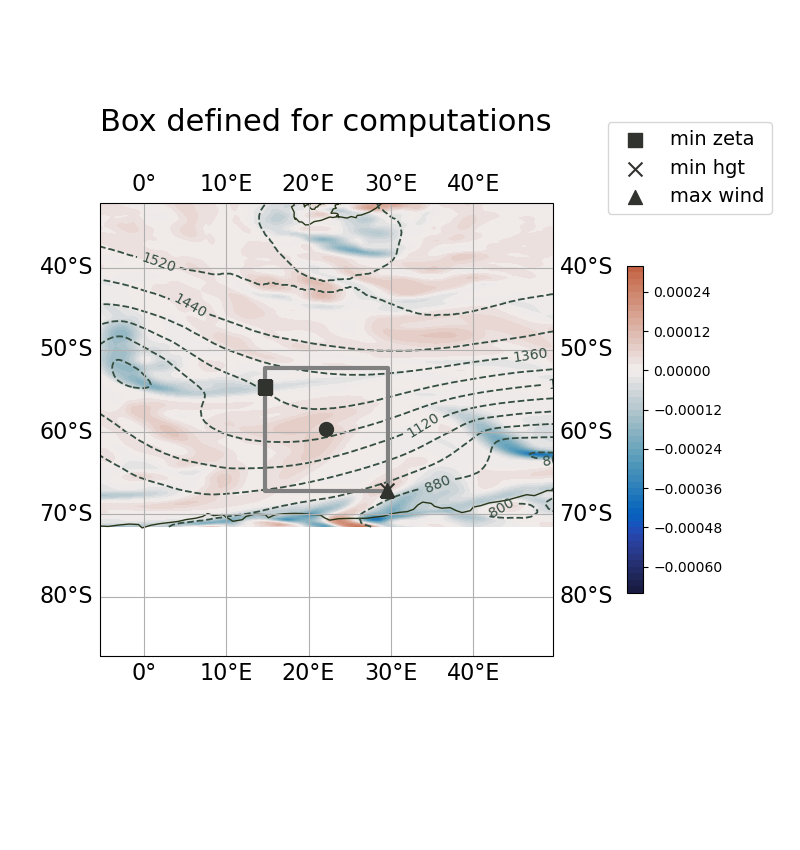 Box defined for computations
min zeta
min hgt
max wind
0° 10°E 20°E 30°E 40°E
40°S 40°S
50°S 50°S
60°S 60°S
70°S 70°S
80°S 80°S
0° 10°E 20°E 30°E 40°E
1520
1440
1360
1120
880
800
0.00024
0.00012
0.00000
−0.00012
−0.00024
−0.00036
−0.00048
−0.00060